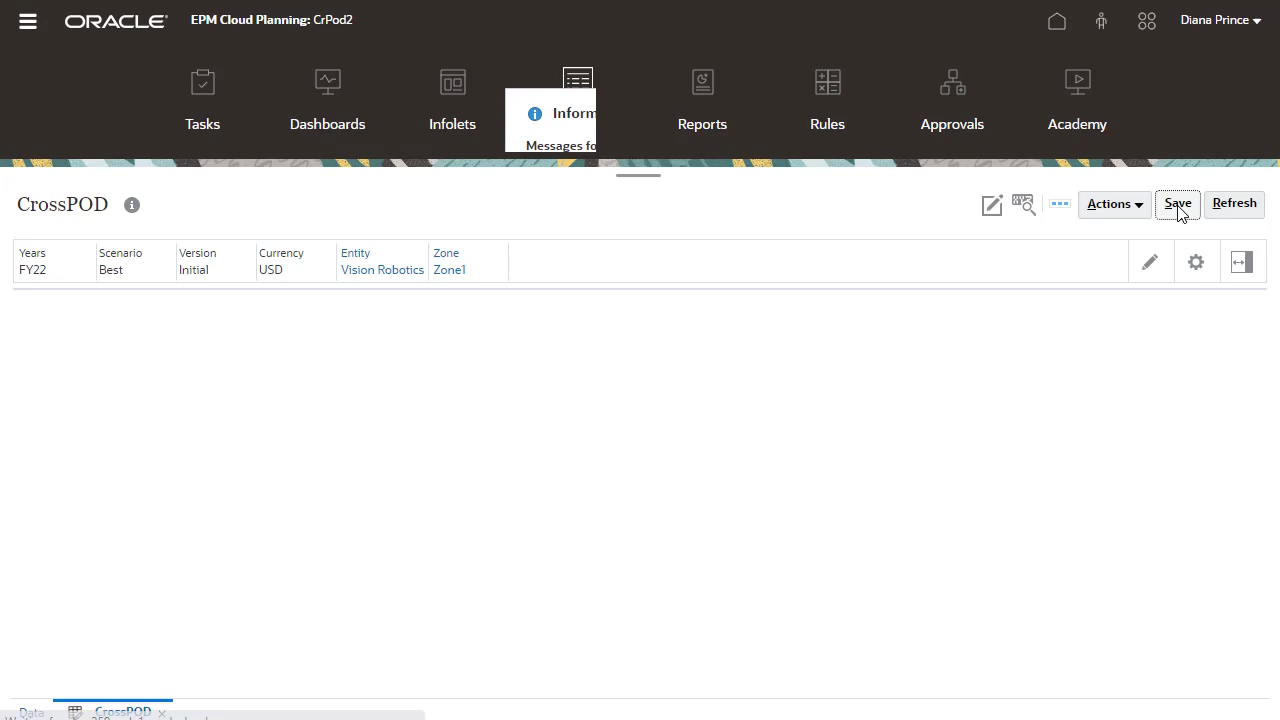 ORACLE EPM Cloud Planning: CrPod2 Diana Prince
Tasks Dashboards Infolets Reports Rules Approvals Academy
Inform
Messages fo
CrossPOD Actions Save Refresh
Years Scenario Version Currency Entity Zone
FY22 Best Initial USD Vision Robotics Zone1
Data CrossPOD